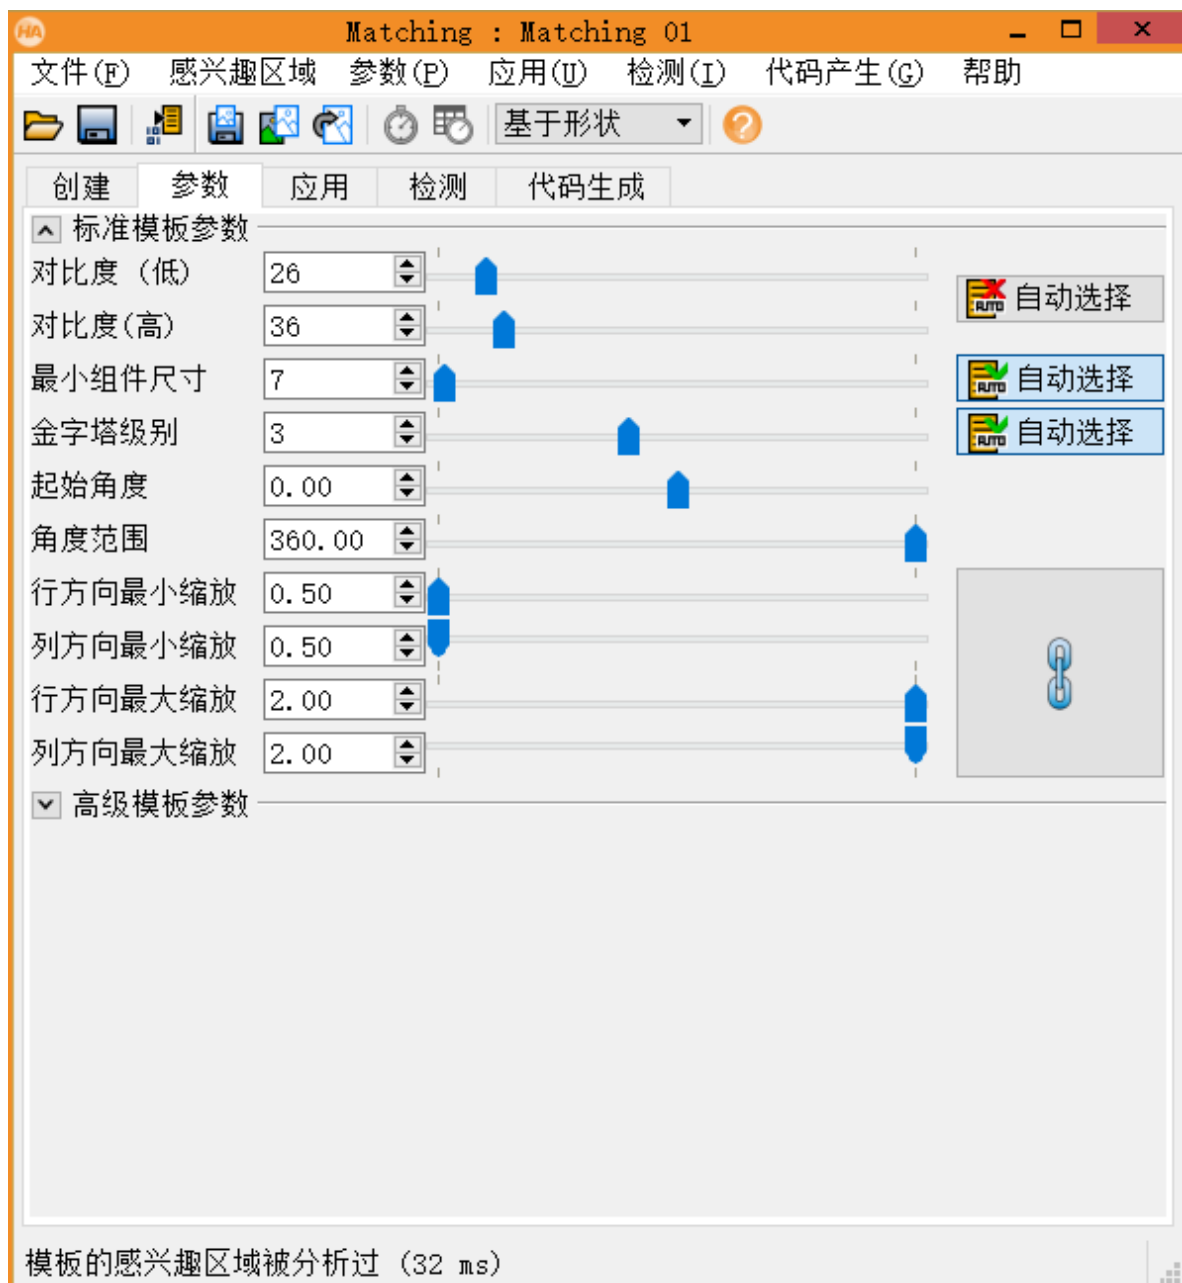 HA Matching : Matching 01
文件(F) 感兴趣区域 参数(P) 应用(U) 检测(I) 代码产生(G) 帮助
基于形状
创建 参数 应用 检测 代码生成
标准模板参数
对比度 (低) 26
自动选择
对比度(高) 36
最小组件尺寸 7 自动选择
金字塔级别 3 自动选择
起始角度 0.00
角度范围 360.00
行方向最小缩放 0.50
列方向最小缩放 0.50
行方向最大缩放 2.00
列方向最大缩放 2.00
高级模板参数
模板的感兴趣区域被分析过 (32 ms)